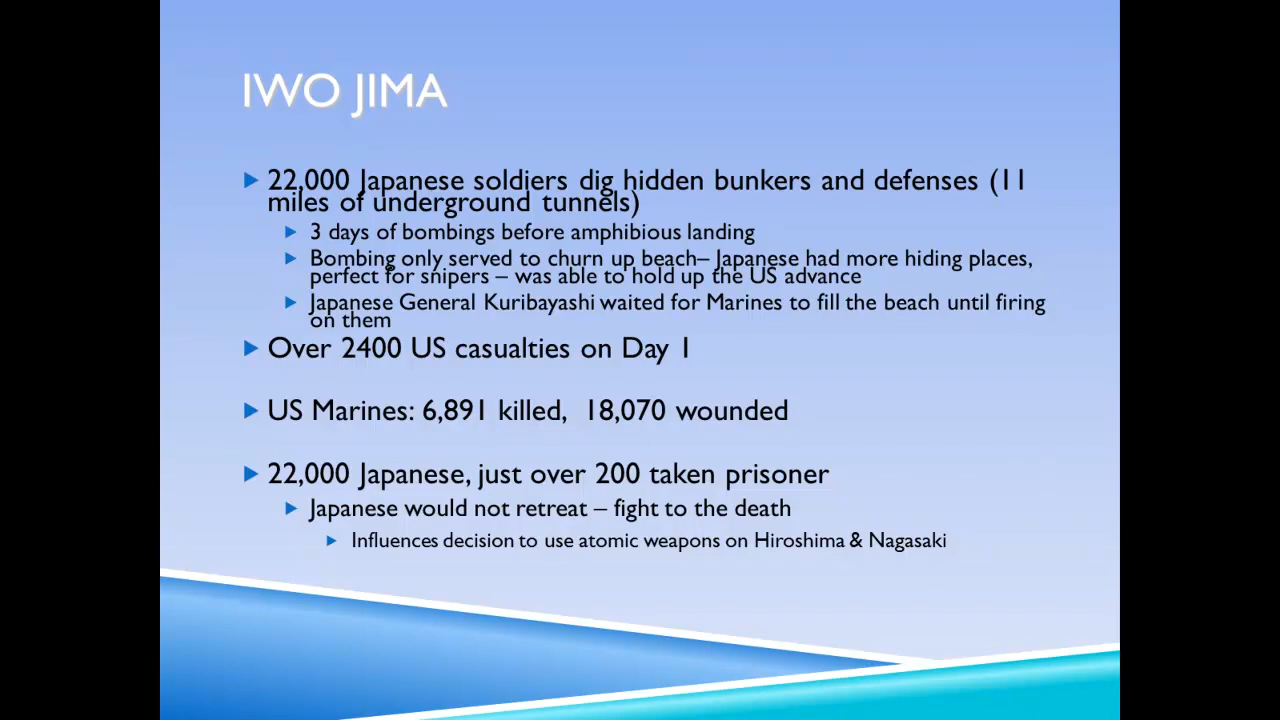 IWO JIMA
22,000 Japanese soldiers dig hidden bunkers and defenses (11
miles of underground tunnels)
3 days of bombings before amphibious landing
Bombing only served to churn up beach– Japanese had more hiding places,
perfect for snipers – was able to hold up the US advance
Japanese General Kuribayashi waited for Marines to fill the beach until firing
on them
Over 2400 US casualties on Day 1
US Marines: 6,891 killed,  18,070 wounded
22,000 Japanese, just over 200 taken prisoner
Japanese would not retreat – fight to the death
Influences decision to use atomic weapons on Hiroshima & Nagasaki